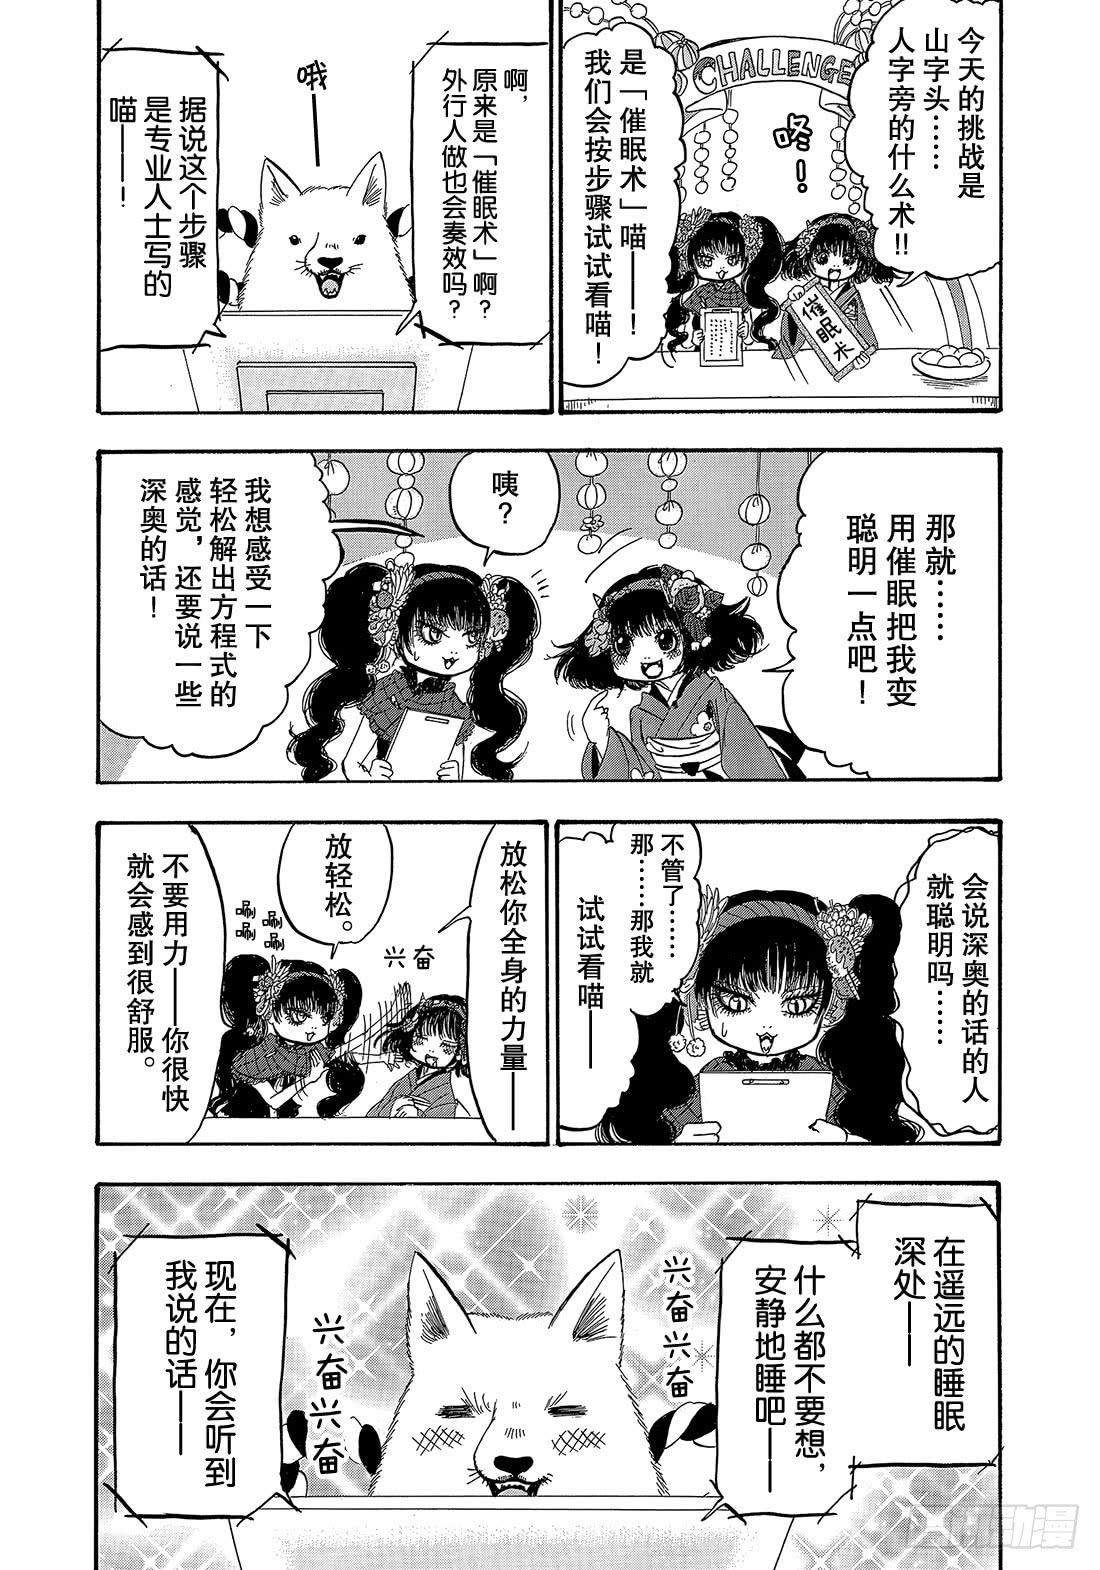 今天的挑战是
山字头……
人字旁的什么术!!
CHALLENGE
咚!
催眠术
是「催眠术」喵——!
我们会按步骤试试看喵!
啊，
原来是「催眠术」啊?
外行人做也会奏效吗?
哦——
据说这个步骤
是专业人士写的
喵——!
那就……
用催眠把我变
聪明一点吧!
咦?
我想感受一下
轻松解出方程式的
感觉，还要说一些
深奥的话!
会说深奥的话的人
就聪明吗……
不管了……
那……那我就
试试看喵——
放松你全身的力量——
兴奋
放轻松。
唰
唰
唰
唰
不要用力——你很快
就会感到很舒服。
在遥远的睡眠
深处——
什么都不要想，
安静地睡吧——
兴奋兴奋
兴奋兴奋
现在，你会听到
我说的话——